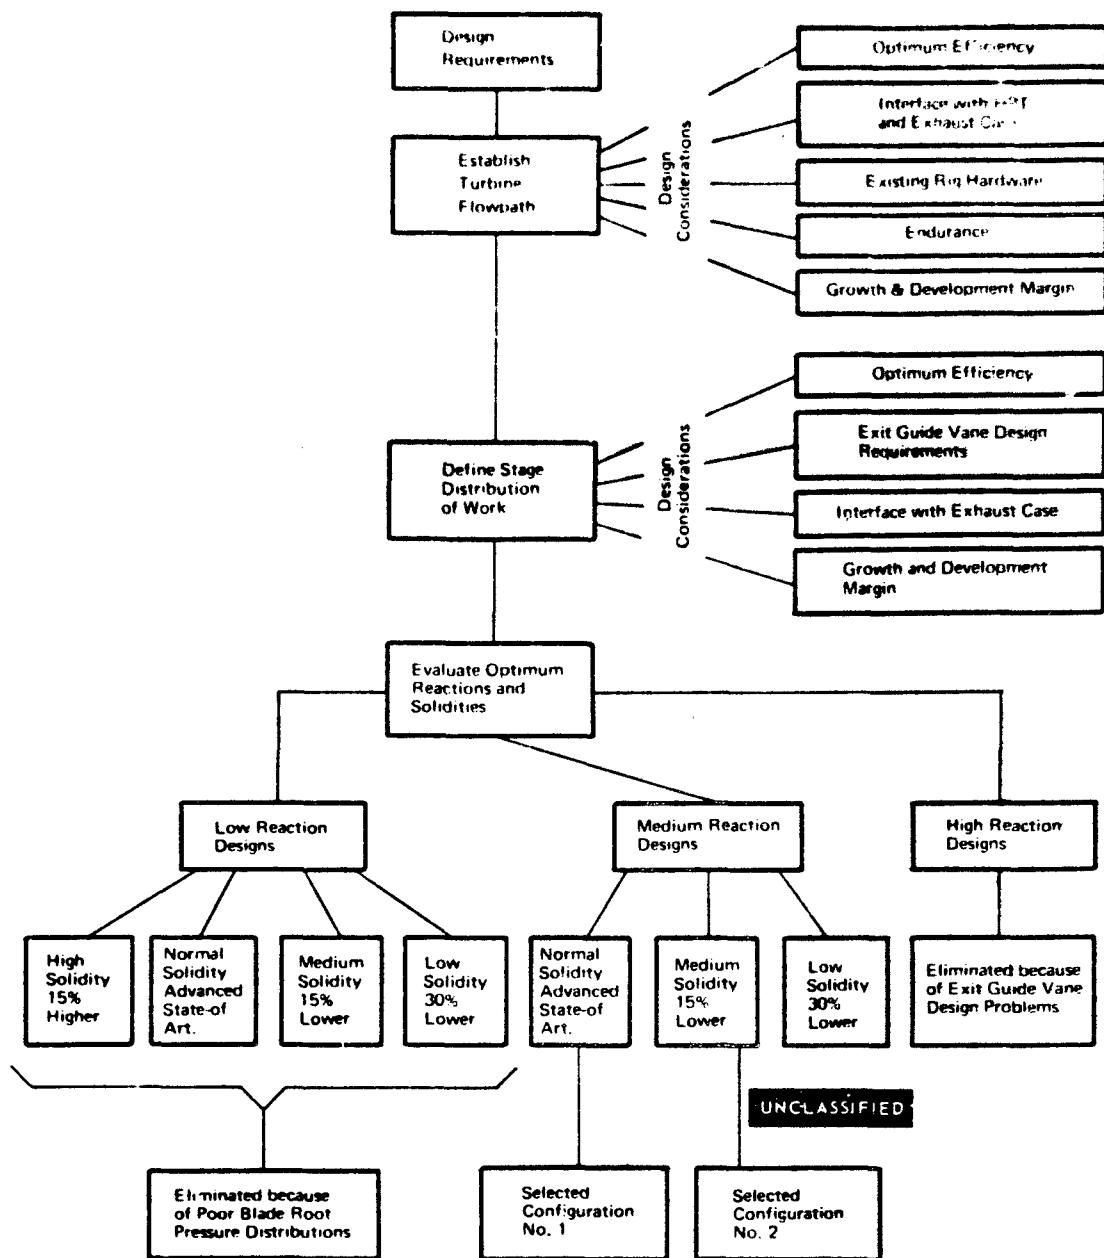 Design
Requirements
Establish
Turbine
Flowpath
Design
Considerations
Optimum Efficiency
Interface with HPT
and Exhaust Case
Existing Rig Hardware
Endurance
Growth & Development Margin
Define Stage
Distribution
of Work
Design
Considerations
Optimum Efficiency
Exit Guide Vane Design
Requirements
Interface with Exhaust Case
Growth and Development
Margin
Evaluate Optimum
Reactions and
Solidities
Low Reaction
Designs
Medium Reaction
Designs
High Reaction
Designs
High
Solidity
15%
Higher
Normal
Solidity
Advanced
State-of
Art.
Medium
Solidity
15%
Lower
Low
Solidity
30%
Lower
Normal
Solidity
Advanced
State-of
Art.
Medium
Solidity
15%
Lower
Low
Solidity
30%
Lower
Eliminated because
of Exit Guide Vane
Design Problems
UNCLASSIFIED
Eliminated because
of Poor Blade Root
Pressure Distributions
Selected
Configuration
No. 1
Selected
Configuration
No. 2